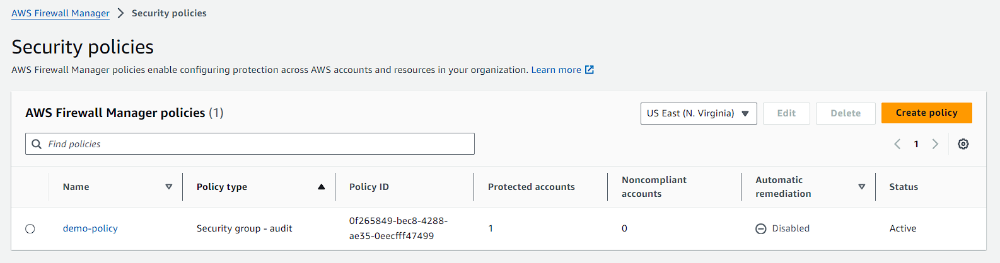 AWS Firewall Manager > Security policies
Security policies
AWS Firewall Manager policies enable configuring protection across AWS accounts and resources in your organization. Learn more
AWS Firewall Manager policies (1)
US East (N. Virginia)
Edit
Delete
Create policy
Find policies
1
Name
Policy type
Policy ID
Protected accounts
Noncompliant
accounts
Automatic
remediation
Status
demo-policy
Security group - audit
0f265849-bec8-4288-
ae35-0eecfff47499
1
0
Disabled
Active